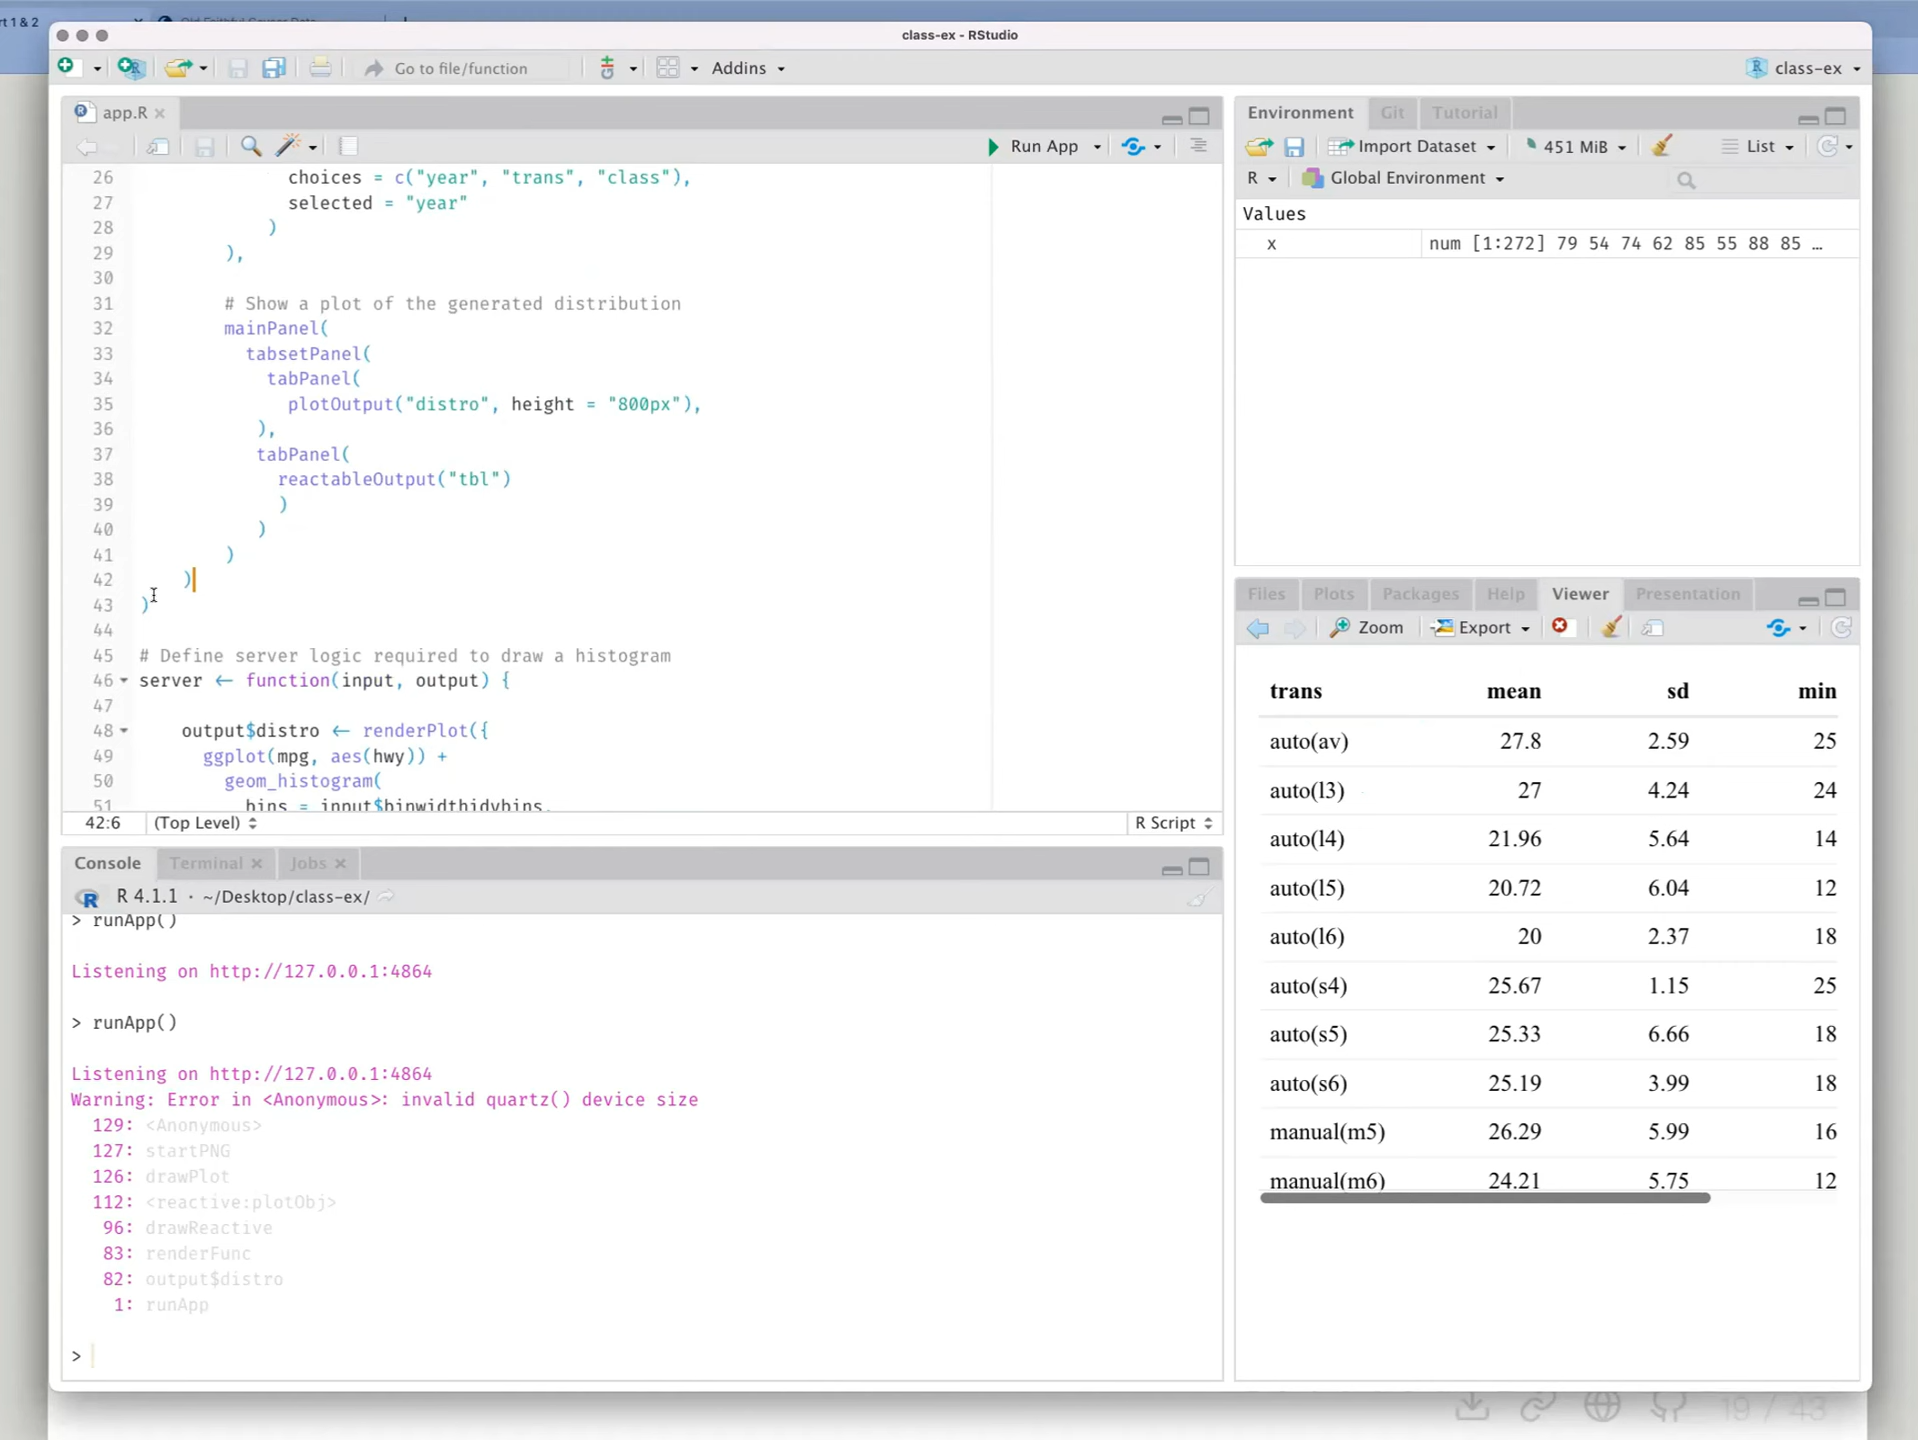 rt 1 & 2
Old Faithful Geyser Data
class-ex - RStudio
Go to file/function
Addins
class-ex
app.R
Run App
26 choices = c("year", "trans", "class"),
27 selected = "year"
28 )
29 ),
30
31 # Show a plot of the generated distribution
32 mainPanel(
33 tabsetPanel(
34 tabPanel(
35 plotOutput("distro", height = "800px"),
36 ),
37 tabPanel(
38 reactableOutput("tbl")
39 )
40 )
41 )
42 )
43 )
44
45 # Define server logic required to draw a histogram
46 server ← function(input, output) {
47
48 output$distro ← renderPlot({
49 ggplot(mpg, aes(hwy)) +
50 geom_histogram(
51 bins =
42:6 (Top Level) R Script
Console Terminal Jobs
R 4.1.1 · ~/Desktop/class-ex/
> runApp()
Listening on http://127.0.0.1:4864
> runApp()
Listening on http://127.0.0.1:4864
Warning: Error in <Anonymous>: invalid quartz() device size
129: <Anonymous>
127: startPNG
126: drawPlot
112: <reactive:plotObj>
96: drawReactive
83: renderFunc
82: output$distro
1: runApp
>
Environment Git Tutorial
Import Dataset 451 MiB List
R Global Environment
Values
x num [1:272] 79 54 74 62 85 55 88 85 …
Files Plots Packages Help Viewer Presentation
Zoom Export
trans mean sd min
auto(av) 27.8 2.59 25
auto(l3) 27 4.24 24
auto(l4) 21.96 5.64 14
auto(l5) 20.72 6.04 12
auto(l6) 20 2.37 18
auto(s4) 25.67 1.15 25
auto(s5) 25.33 6.66 18
auto(s6) 25.19 3.99 18
manual(m5) 26.29 5.99 16
manual(m6) 24.21 5.75 12
19 / 43